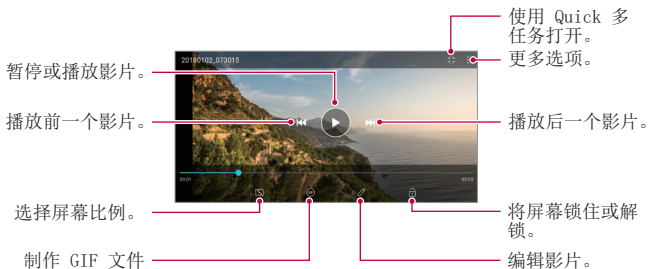 使用 Quick 多
任务打开。
20180102_073015
更多选项。
暂停或播放影片。
播放前一个影片。
播放后一个影片。
00:01
00:05
GIF
选择屏幕比例。
将屏幕锁住或解
锁。
制作 GIF 文件
编辑影片。